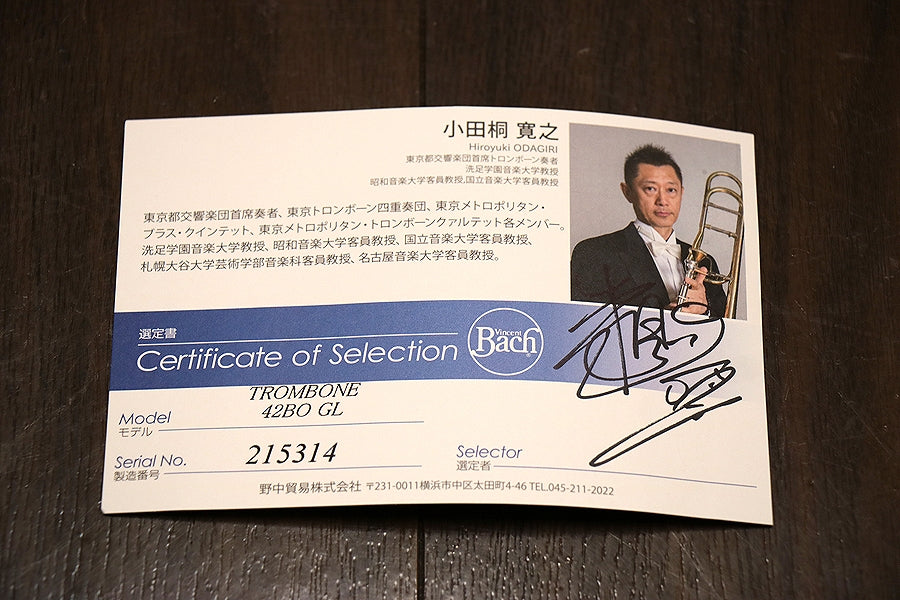 小田桐 寛之
Hiroyuki ODAGIRI
東京都交響楽団首席トロンボーン奏者
洗足学園音楽大学教授
昭和音楽大学客員教授,国立音楽大学客員教授
東京都交響楽団首席奏者、東京トロンボーン四重奏団、東京メトロポリタン・
ブラス・クインテット、東京メトロポリタン・トロンボーンクァルテット各メンバー。
洗足学園音楽大学教授、昭和音楽大学客員教授、国立音楽大学客員教授、
札幌大谷大学芸術学部音楽科客員教授、名古屋音楽大学客員教授。
選定書
Certificate of Selection
Vincent
Bach
TROMBONE
Model 42BO GL
モデル
Serial No. 215314
製造番号
Selector
選定者
野中貿易株式会社 〒231-0011横浜市中区太田町4-46 TEL.045-211-2022